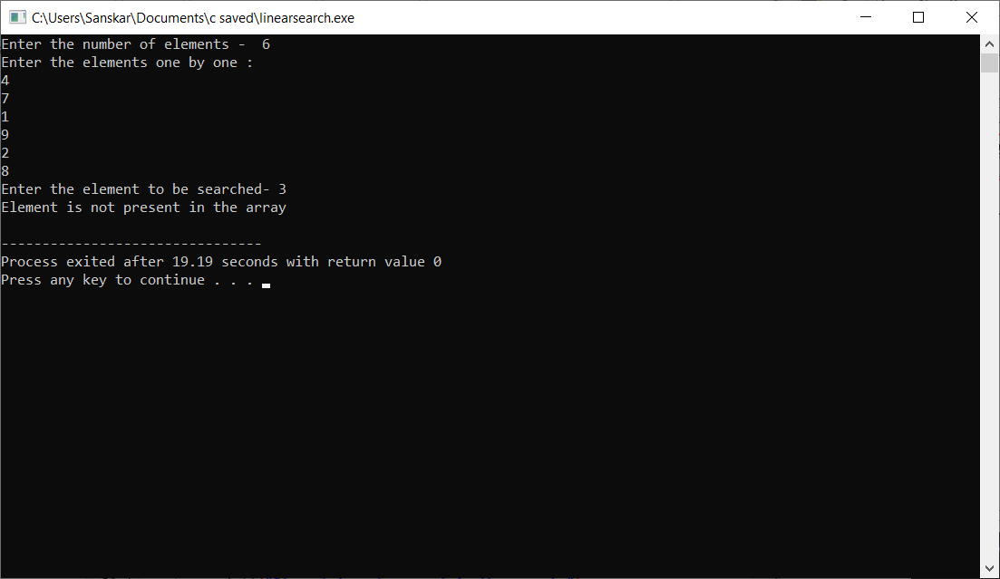 C:\Users\Sanskar\Documents\c saved\linearsearch.exe
Enter the number of elements -  6
Enter the elements one by one :
4
7
1
9
2
8
Enter the element to be searched- 3
Element is not present in the array
--------------------------------
Process exited after 19.19 seconds with return value 0
Press any key to continue . . .